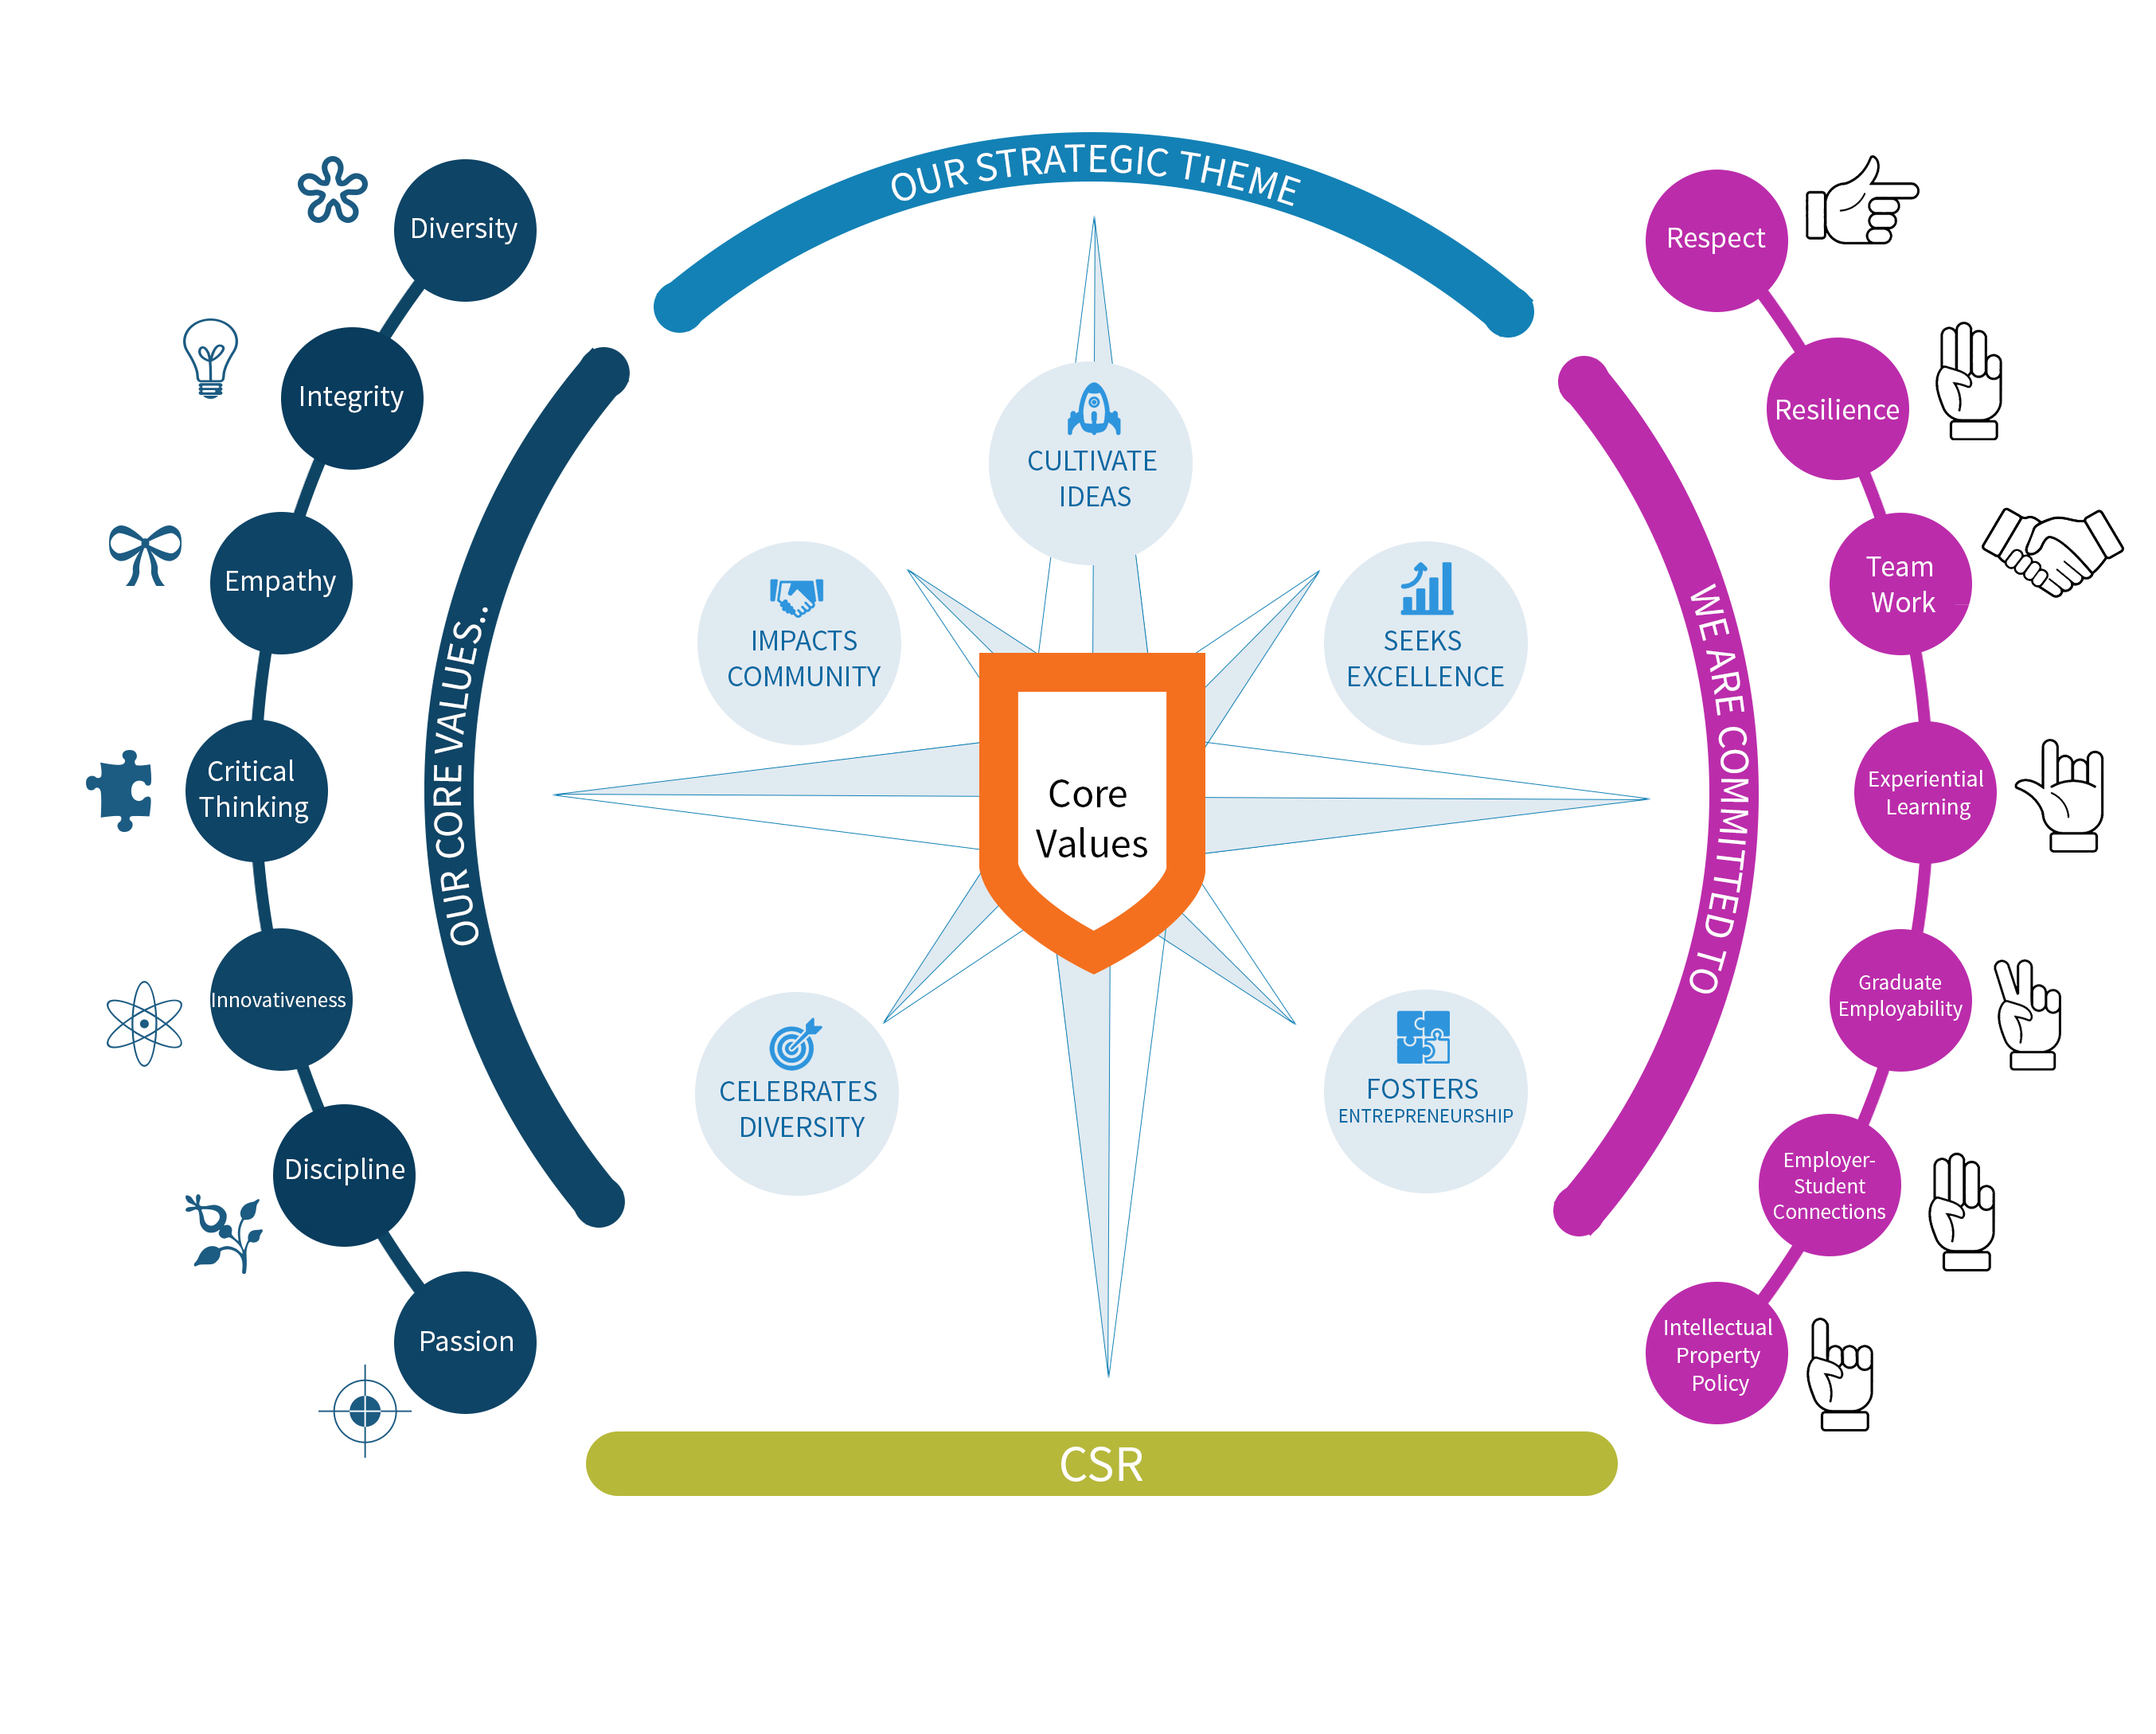 OUR STRATEGIC THEME
OUR CORE VALUES..
Diversity
Integrity
Empathy
Critical
Thinking
Innovativeness
Discipline
Passion
CULTIVATE
IDEAS
IMPACTS
COMMUNITY
SEEKS
EXCELLENCE
Core
Values
CELEBRATES
DIVERSITY
FOSTERS
ENTREPRENEURSHIP
WE ARE COMMITTED TO
Respect
Resilience
Team
Work
Experiential
Learning
Graduate
Employability
Employer-
Student
Connections
Intellectual
Property
Policy
CSR